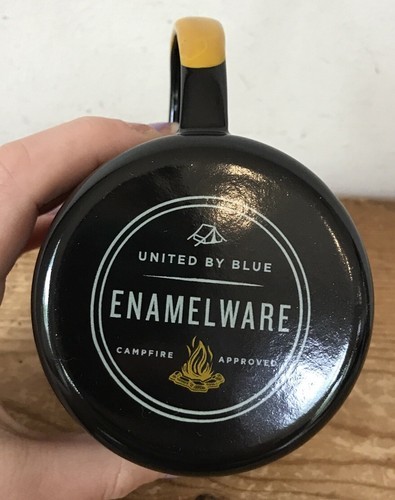 UNITED BY BLUE
ENAMELWARE
CAMPFIRE APPROVED